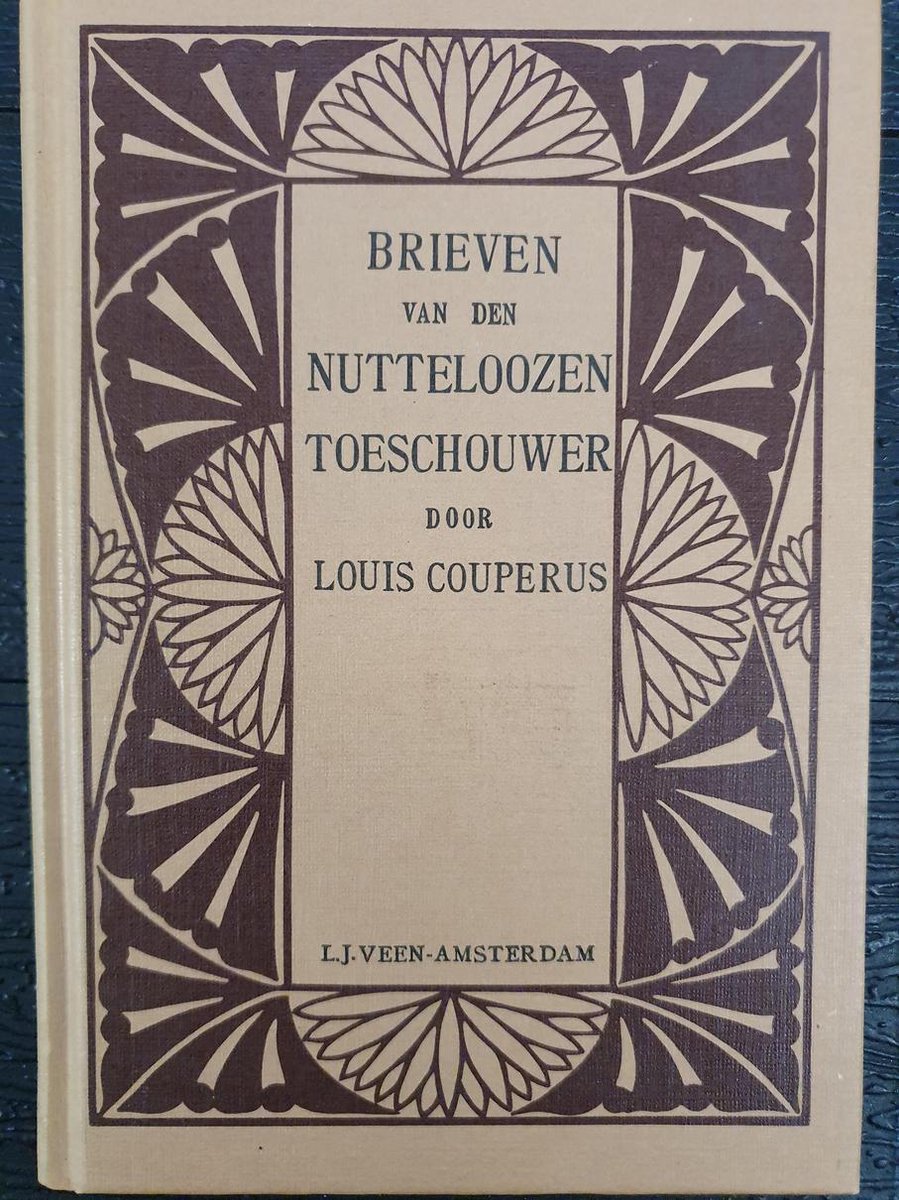 BRIEVEN
VAN DEN
NUTTELOOZEN
TOESCHOUWER
DOOR
LOUIS COUPERUS
L.J.VEEN-AMSTERDAM